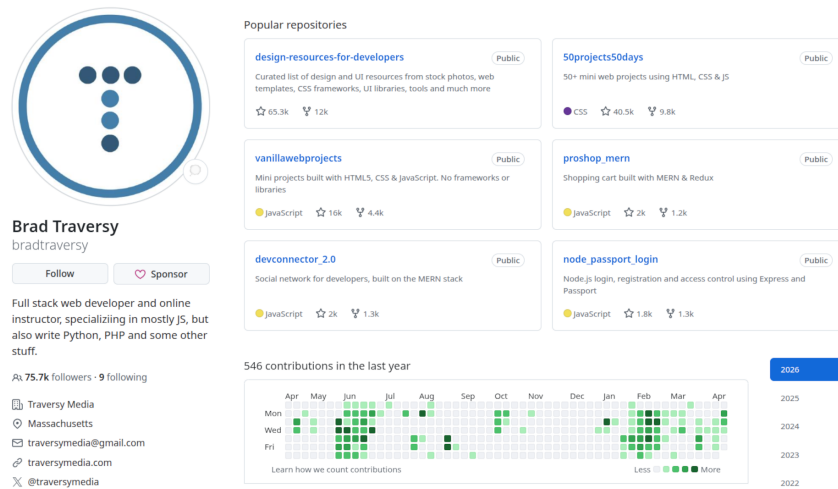 Brad Traversy
bradtraversy
Follow
Sponsor
Full stack web developer and online
instructor, specializiing in mostly JS, but
also write Python, PHP and some other
stuff.
75.7k followers · 9 following
Traversy Media
Massachusetts
traversymedia@gmail.com
traversymedia.com
@traversymedia
Popular repositories
design-resources-for-developers Public
Curated list of design and UI resources from stock photos, web
templates, CSS frameworks, UI libraries, tools and much more
65.3k 12k
50projects50days Public
50+ mini web projects using HTML, CSS & JS
CSS 40.5k 9.8k
vanillawebprojects Public
Mini projects built with HTML5, CSS & JavaScript. No frameworks or
libraries
JavaScript 16k 4.4k
proshop_mern Public
Shopping cart built with MERN & Redux
JavaScript 2k 1.2k
devconnector_2.0 Public
Social network for developers, built on the MERN stack
JavaScript 2k 1.3k
node_passport_login Public
Node.js login, registration and access control using Express and
Passport
JavaScript 1.8k 1.3k
546 contributions in the last year
Apr May Jun Jul Aug Sep Oct Nov Dec Jan Feb Mar Apr
Mon
Wed
Fri
Learn how we count contributions
Less More
2026
2025
2024
2023
2022